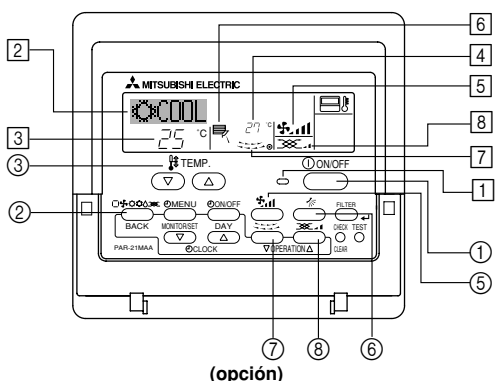 6
2
4
5
MITSUBISHI ELECTRIC
COOL
27 °C
8
3
25 °C
7
③
TEMP.
ON/OFF
1
②
MENU
ON/OFF
FILTER
BACK
MONITOR/SET
DAY
CHECK TEST
PAR-21MAA
CLOCK
OPERATION
CLEAR
①
⑤
⑦
⑧
⑥
(opción)